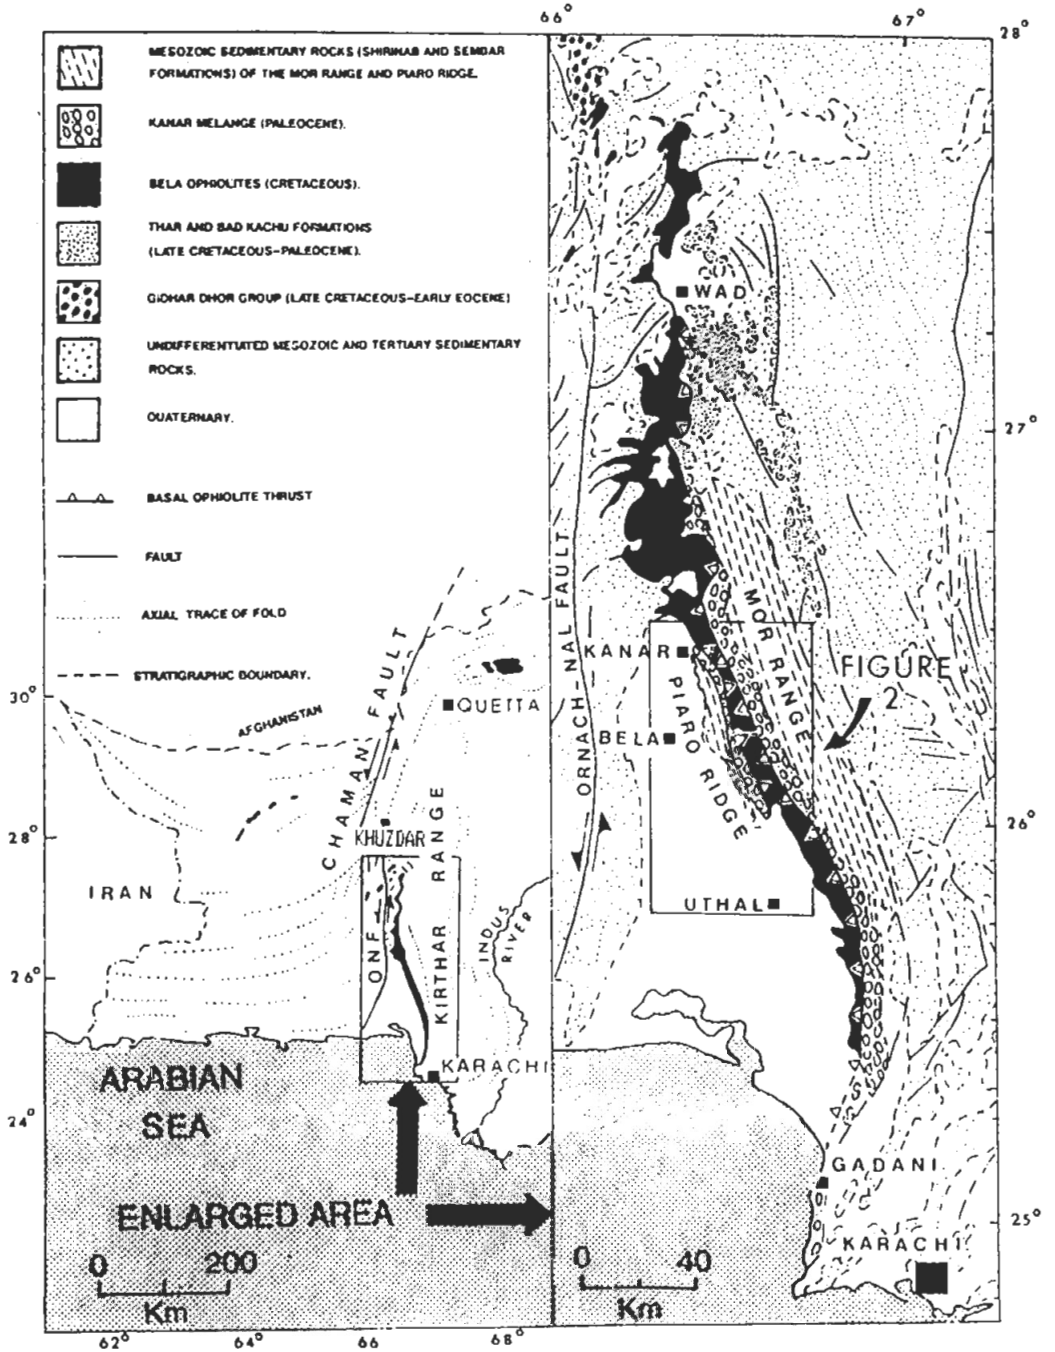 66°
67°
28°
MESOZOIC SEDIMENTARY ROCKS (SHIRINAB AND SEMBAR
FORMATIONS) OF THE MOR RANGE AND PIARO RIDGE.
KANAR MELANGE (PALEOCENE).
BELA OPHIOLITES (CRETACEOUS).
THAR AND BAD KACHU FORMATIONS
(LATE CRETACEOUS-PALEOCENE).
GIDHAR DHOR GROUP (LATE CRETACEOUS-EARLY EOCENE)
UNDIFFERENTIATED MESOZOIC AND TERTIARY SEDIMENTARY
ROCKS.
QUATERNARY.
BASAL OPHIOLITE THRUST
FAULT
AXIAL TRACE OF FOLD
STRATIGRAPHIC BOUNDARY.
30°
28°
26°
24°
AFGHANISTAN
CHAMAN FAULT
QUETTA
KHUZDAR
IRAN
ONF
KIRTHAR RANGE
INDUS
RIVER
KARACHI
ARABIAN
SEA
ENLARGED AREA
0 200
Km
62°
64°
66
68°
WAD
27°
ORNACH-NAL FAULT
KANAR
MOR RANGE
PIARO RIDGE
FIGURE
2
BELA
26°
UTHAL
GADANI
25°
KARACHI
0 40
Km